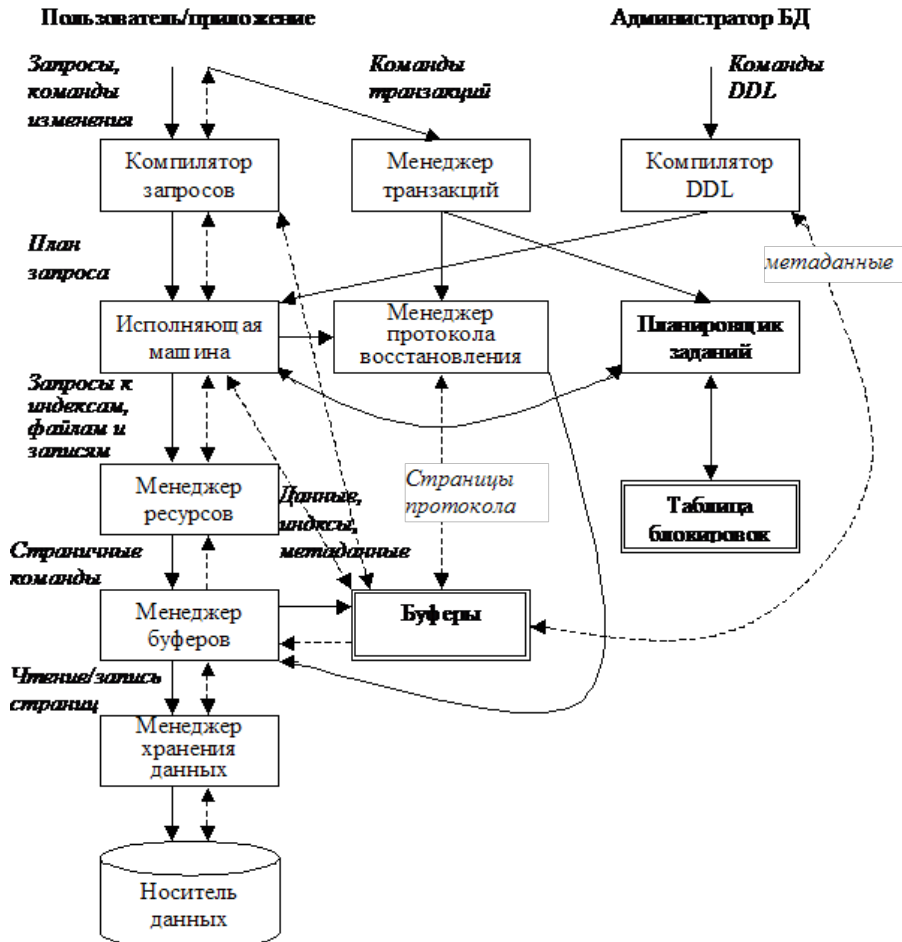 Пользователь/приложение
Администратор БД
Запросы,
команды
изменения
Команды
транзакций
Команды
DDL
Компилятор
запросов
Менеджер
транзакций
Компилятор
DDL
План
запроса
метаданные
Исполняющая
машина
Менеджер
протокола
восстановления
Планировщик
заданий
Запросы к
индексам,
файлам и
записям
Менеджер
ресурсов
Данные,
индексы,
метаданные
Страницы
протокола
Таблица
блокировок
Страничные
команды
Менеджер
буферов
Буферы
Чтение/запись
страниц
Менеджер
хранения
данных
Носитель
данных